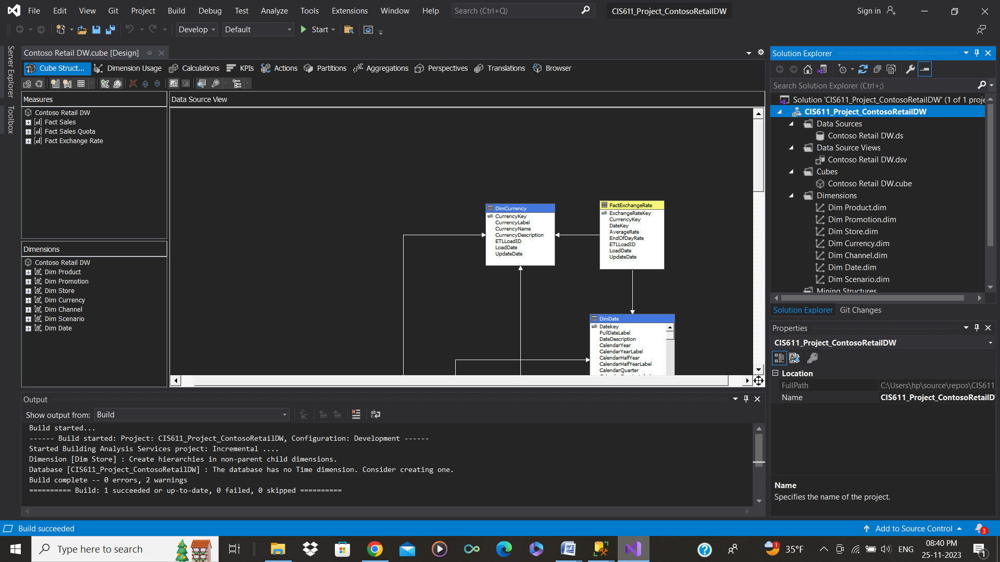 File Edit View Git Project Build Debug Test Analyze Tools Extensions Window Help Search (Ctrl+Q) CIS611_Project_ContosoRetailDW Sign in
Develop Default Start
Server Explorer
Toolbox
Contoso Retail DW.cube [Design]
Cube Struct... Dimension Usage Calculations KPIs Actions Partitions Aggregations Perspectives Translations Browser
Measures
Contoso Retail DW
Fact Sales
Fact Sales Quota
Fact Exchange Rate
Dimensions
Contoso Retail DW
Dim Product
Dim Promotion
Dim Store
Dim Currency
Dim Channel
Dim Scenario
Dim Date
Data Source View
DimCurrency
CurrencyKey
CurrencyLabel
CurrencyName
CurrencyDescription
ETLLoadID
LoadDate
UpdateDate
FactExchangeRate
ExchangeRateKey
CurrencyKey
DateKey
AverageRate
EndOfDayRate
ETLLoadID
LoadDate
UpdateDate
DimDate
Datekey
FullDateLabel
DateDescription
CalendarYear
CalendarYearLabel
CalendarHalfYear
CalendarHalfYearLabel
CalendarQuarter
Output
Show output from: Build
Build started...
------ Build started: Project: CIS611_Project_ContosoRetailDW, Configuration: Development ------
Started Building Analysis Services project: Incremental ....
Dimension [Dim Store] : Create hierarchies in non-parent child dimensions.
Database [CIS611_Project_ContosoRetailDW] : The database has no Time dimension. Consider creating one.
Build complete -- 0 errors, 2 warnings
========== Build: 1 succeeded or up-to-date, 0 failed, 0 skipped ==========
Solution Explorer
Search Solution Explorer (Ctrl+;)
Solution 'CIS611_Project_ContosoRetailDW' (1 of 1 proje
CIS611_Project_ContosoRetailDW
Data Sources
Contoso Retail DW.ds
Data Source Views
Contoso Retail DW.dsv
Cubes
Contoso Retail DW.cube
Dimensions
Dim Product.dim
Dim Promotion.dim
Dim Store.dim
Dim Currency.dim
Dim Channel.dim
Dim Date.dim
Dim Scenario.dim
Mining Structures
Solution Explorer Git Changes
Properties
CIS611_Project_ContosoRetailDW
Location
FullPath C:\Users\hp\source\repos\CIS611_
Name CIS611_Project_ContosoRetailD
Name
Specifies the name of the project.
Build succeeded Add to Source Control 3
Type here to search 1 35°F ENG 08:40 PM
25-11-2023 1